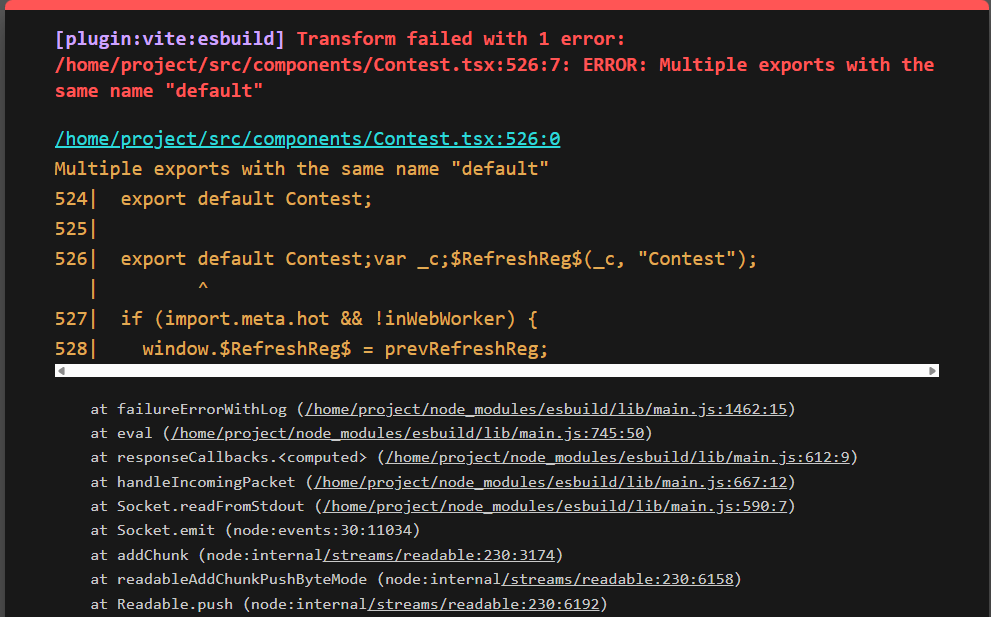 [plugin:vite:esbuild] Transform failed with 1 error:
/home/project/src/components/Contest.tsx:526:7: ERROR: Multiple exports with the
same name "default"
/home/project/src/components/Contest.tsx:526:0
Multiple exports with the same name "default"
524|  export default Contest;
525|
526|  export default Contest;var _c;$RefreshReg$(_c, "Contest");
   |         ^
527|  if (import.meta.hot && !inWebWorker) {
528|    window.$RefreshReg$ = prevRefreshReg;
at failureErrorWithLog (/home/project/node_modules/esbuild/lib/main.js:1462:15)
at eval (/home/project/node_modules/esbuild/lib/main.js:745:50)
at responseCallbacks.<computed> (/home/project/node_modules/esbuild/lib/main.js:612:9)
at handleIncomingPacket (/home/project/node_modules/esbuild/lib/main.js:667:12)
at Socket.readFromStdout (/home/project/node_modules/esbuild/lib/main.js:590:7)
at Socket.emit (node:events:30:11034)
at addChunk (node:internal/streams/readable:230:3174)
at readableAddChunkPushByteMode (node:internal/streams/readable:230:6158)
at Readable.push (node:internal/streams/readable:230:6192)